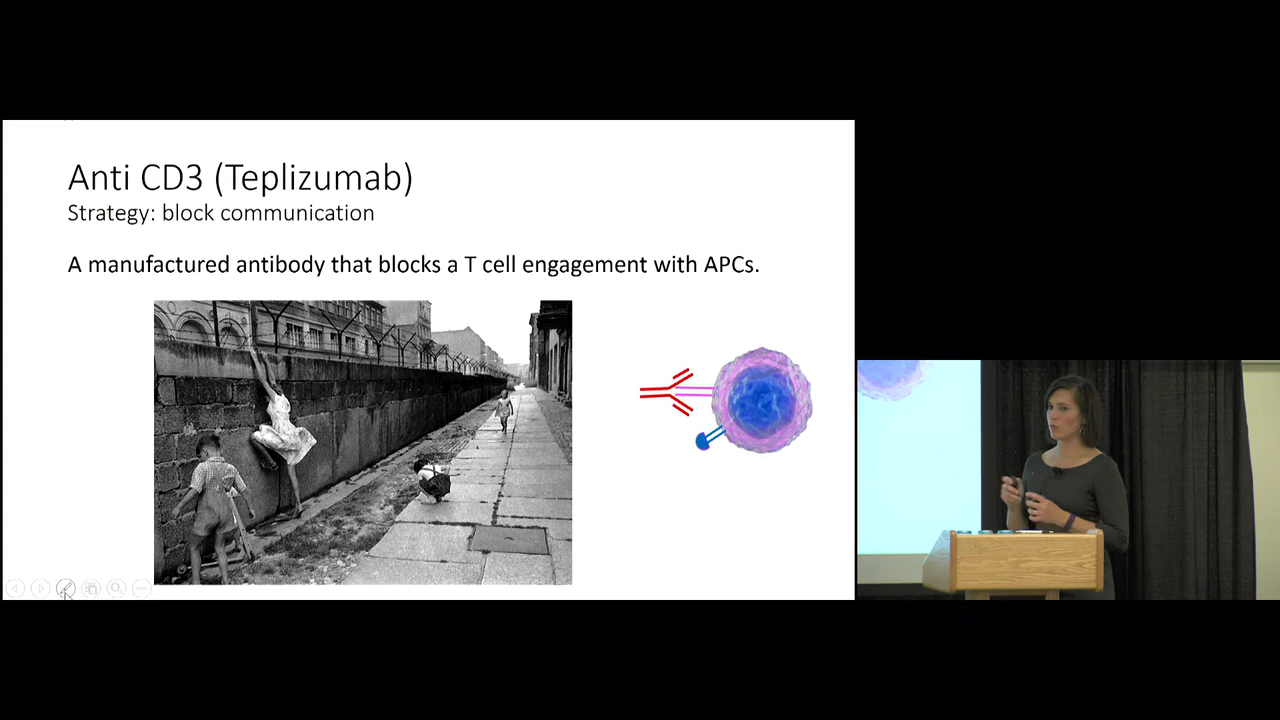 Anti CD3 (Teplizumab)
Strategy: block communication
A manufactured antibody that blocks a T cell engagement with APCs.